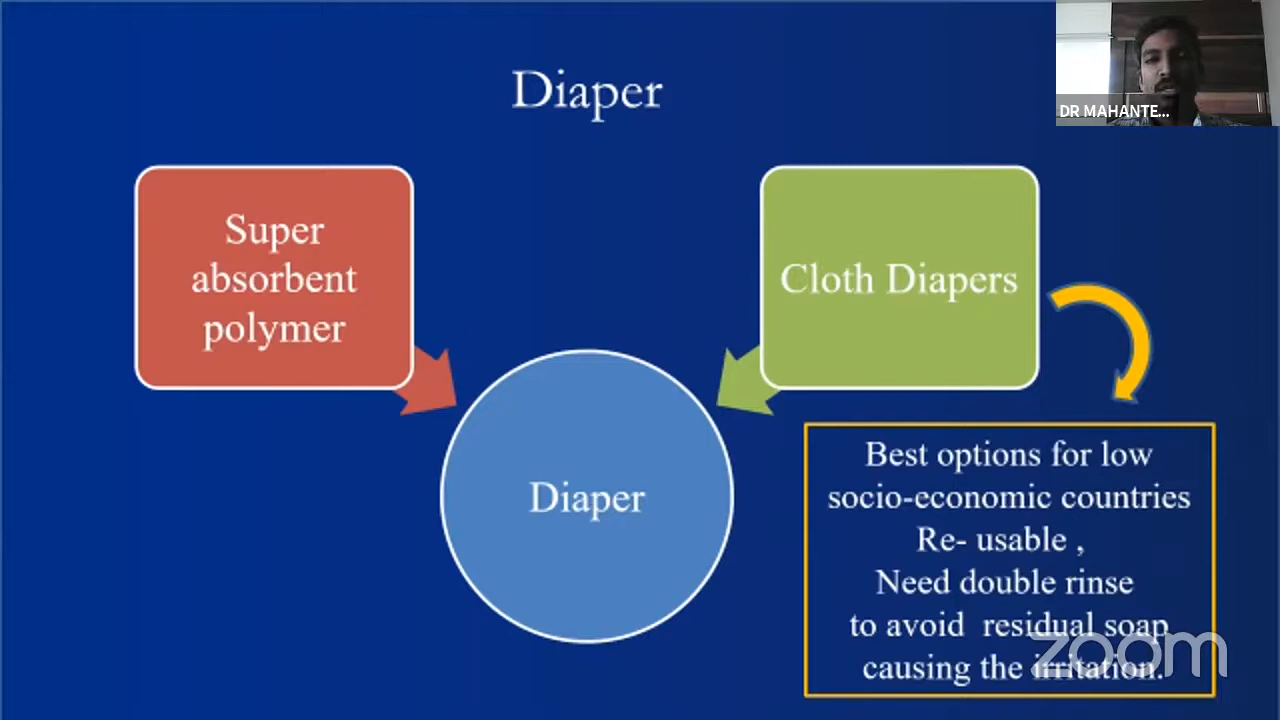 Diaper
DR MAHANTE...
Super
absorbent
polymer
Cloth Diapers
Diaper
Best options for low
socio-economic countries
Re- usable ,
Need double rinse
to avoid residual soap
causing the irritation.
zoom